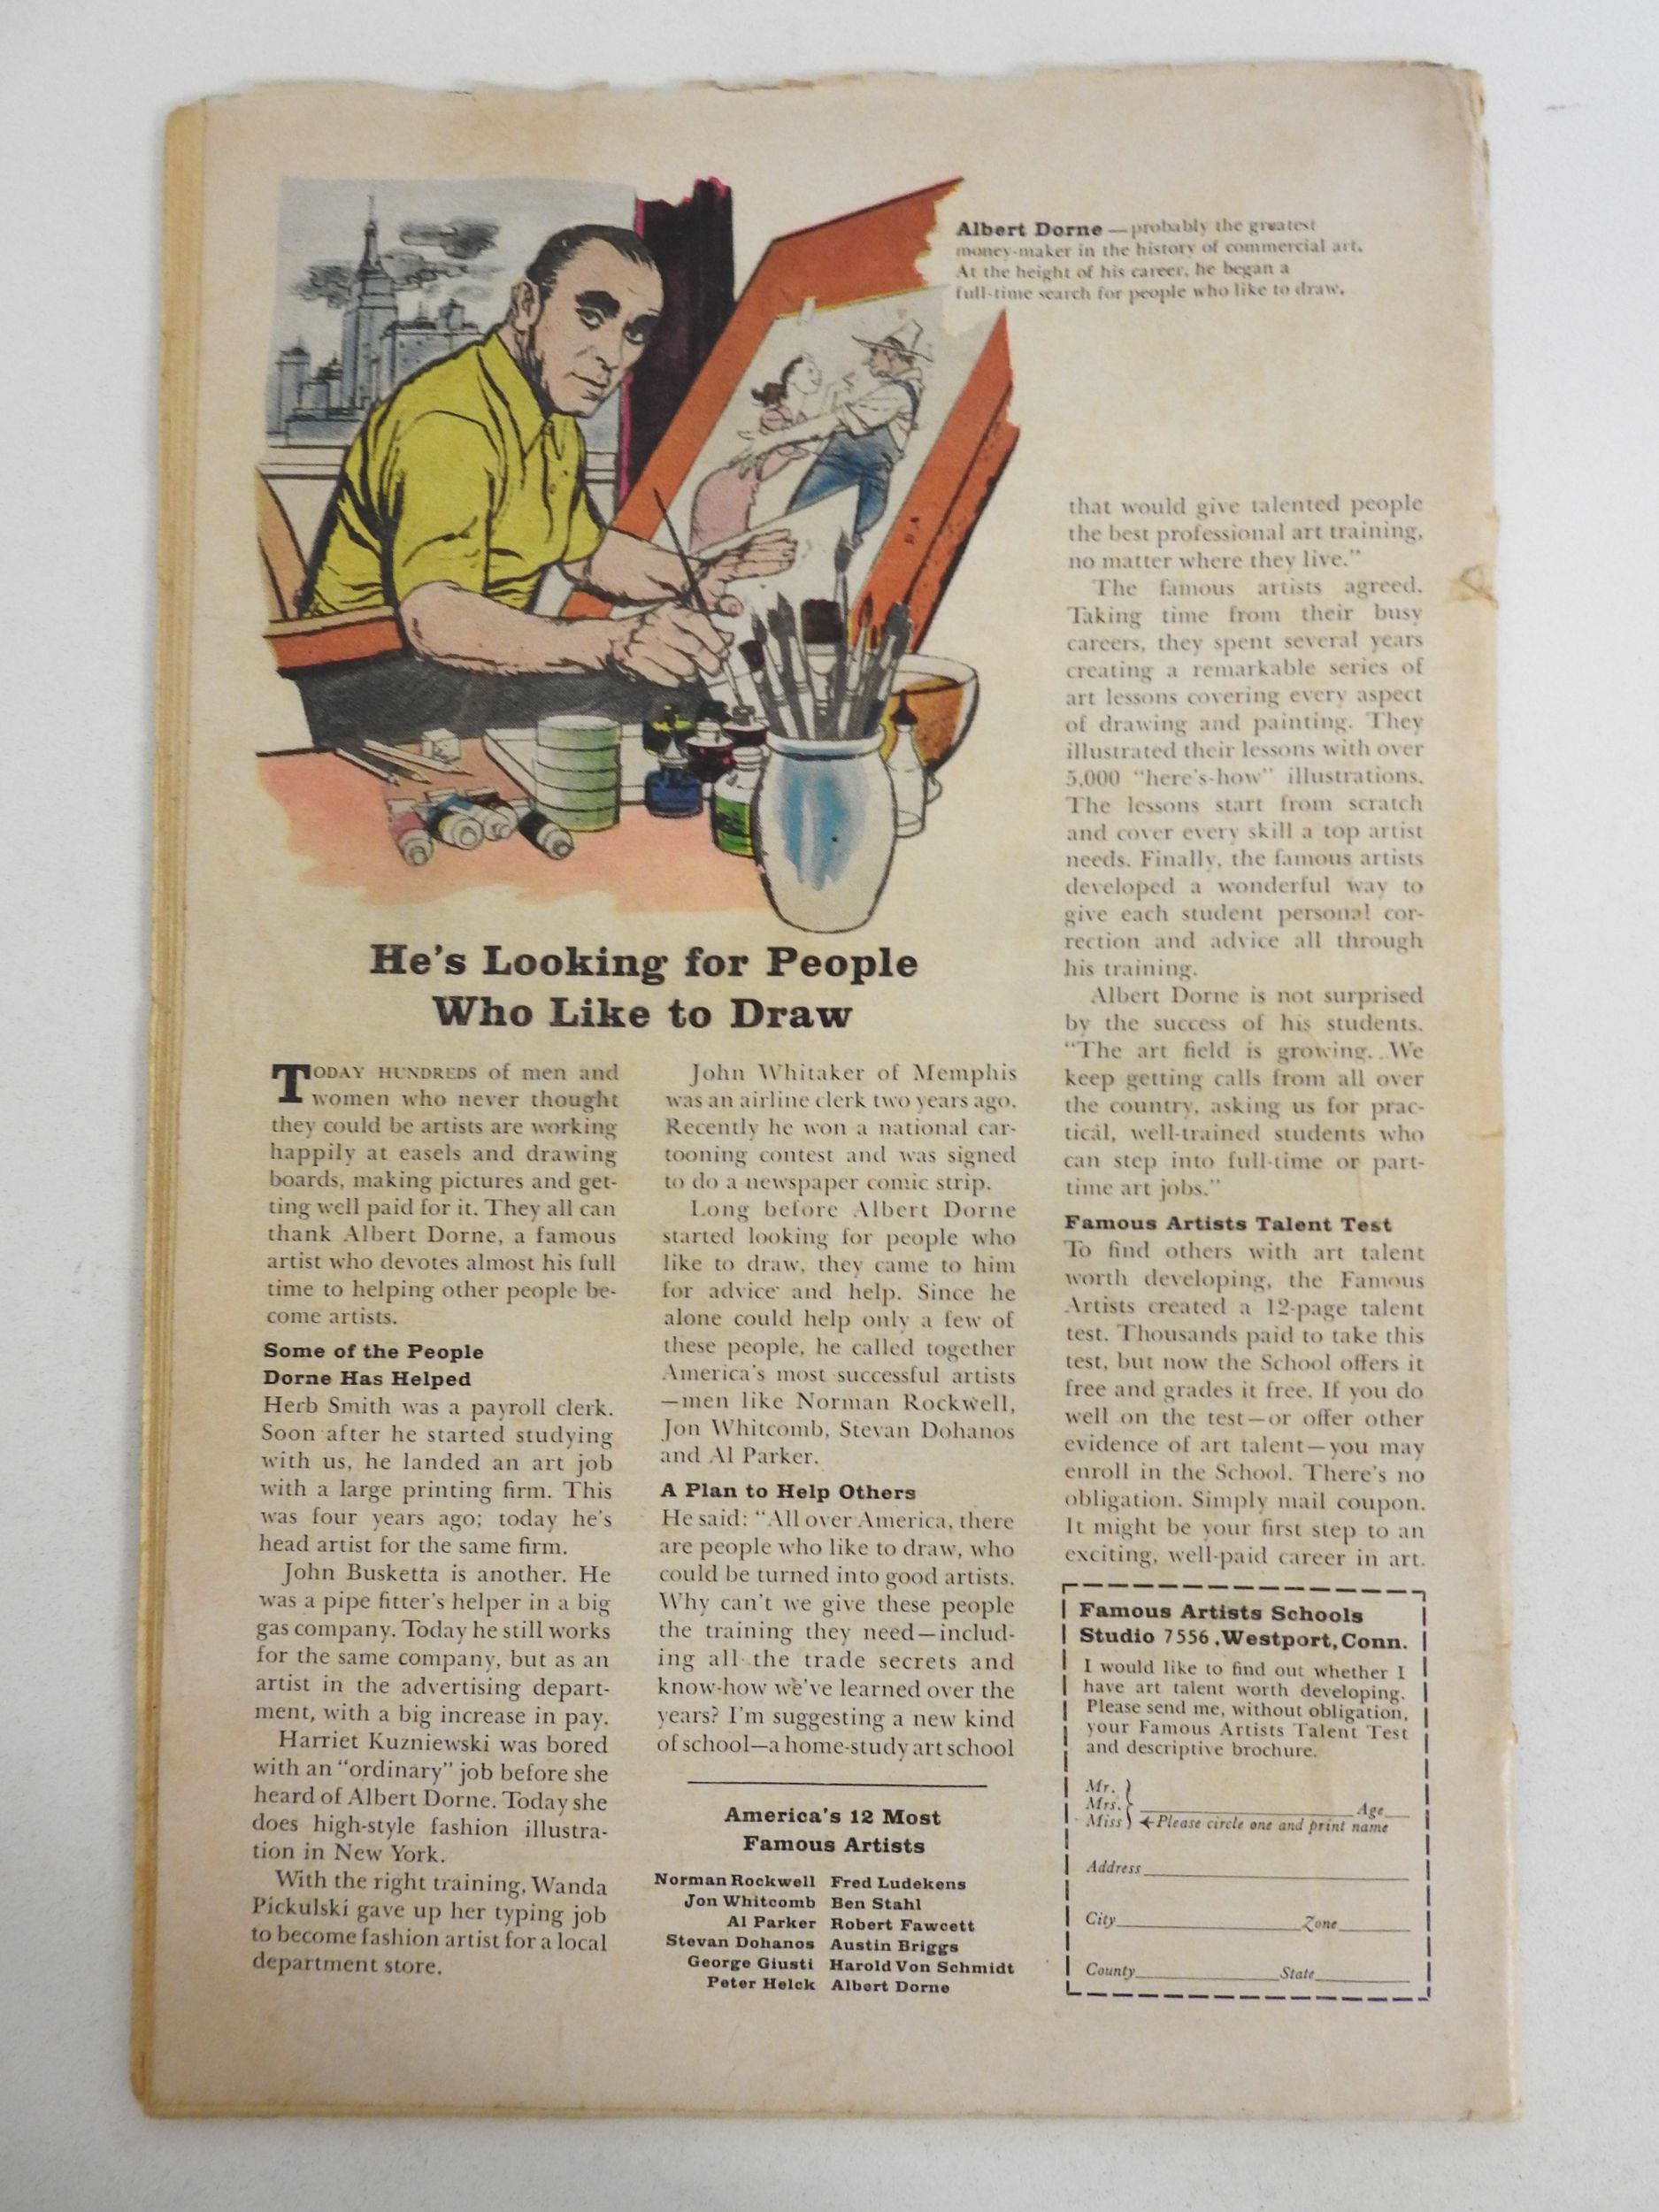 Albert Dorne — probably the greatest
money-maker in the history of commercial art.
At the height of his career, he began a
full-time search for people who like to draw.
He's Looking for People
Who Like to Draw
TODAY HUNDREDS of men and
women who never thought
they could be artists are working
happily at easels and drawing
boards, making pictures and get-
ting well paid for it. They all can
thank Albert Dorne, a famous
artist who devotes almost his full
time to helping other people be-
come artists.
Some of the People
Dorne Has Helped
Herb Smith was a payroll clerk.
Soon after he started studying
with us, he landed an art job
with a large printing firm. This
was four years ago; today he's
head artist for the same firm.
John Busketta is another. He
was a pipe fitter's helper in a big
gas company. Today he still works
for the same company, but as an
artist in the advertising depart-
ment, with a big increase in pay.
Harriet Kuzniewski was bored
with an "ordinary" job before she
heard of Albert Dorne. Today she
does high-style fashion illustra-
tion in New York.
With the right training, Wanda
Pickulski gave up her typing job
to become fashion artist for a local
department store.
John Whitaker of Memphis
was an airline clerk two years ago.
Recently he won a national car-
tooning contest and was signed
to do a newspaper comic strip.
Long before Albert Dorne
started looking for people who
like to draw, they came to him
for advice and help. Since he
alone could help only a few of
these people, he called together
America's most successful artists
—men like Norman Rockwell,
Jon Whitcomb, Stevan Dohanos
and Al Parker.
A Plan to Help Others
He said: "All over America, there
are people who like to draw, who
could be turned into good artists.
Why can't we give these people
the training they need—includ-
ing all the trade secrets and
know-how we've learned over the
years? I'm suggesting a new kind
of school—a home-study art school
America's 12 Most
Famous Artists
Norman Rockwell Fred Ludekens
Jon Whitcomb Ben Stahl
Al Parker Robert Fawcett
Stevan Dohanos Austin Briggs
George Giusti Harold Von Schmidt
Peter Helck Albert Dorne
that would give talented people
the best professional art training,
no matter where they live."
The famous artists agreed.
Taking time from their busy
careers, they spent several years
creating a remarkable series of
art lessons covering every aspect
of drawing and painting. They
illustrated their lessons with over
5,000 "here's-how" illustrations.
The lessons start from scratch
and cover every skill a top artist
needs. Finally, the famous artists
developed a wonderful way to
give each student personal cor-
rection and advice all through
his training.
Albert Dorne is not surprised
by the success of his students.
"The art field is growing. We
keep getting calls from all over
the country, asking us for prac-
tical, well-trained students who
can step into full-time or part-
time art jobs."
Famous Artists Talent Test
To find others with art talent
worth developing, the Famous
Artists created a 12-page talent
test. Thousands paid to take this
test, but now the School offers it
free and grades it free. If you do
well on the test—or offer other
evidence of art talent—you may
enroll in the School. There's no
obligation. Simply mail coupon.
It might be your first step to an
exciting, well-paid career in art.
Famous Artists Schools
Studio 7556, Westport, Conn.
I would like to find out whether I
have art talent worth developing.
Please send me, without obligation,
your Famous Artists Talent Test
and descriptive brochure.
Mr.
Mrs. Age
Miss ←Please circle one and print name
Address
City Zone
County State